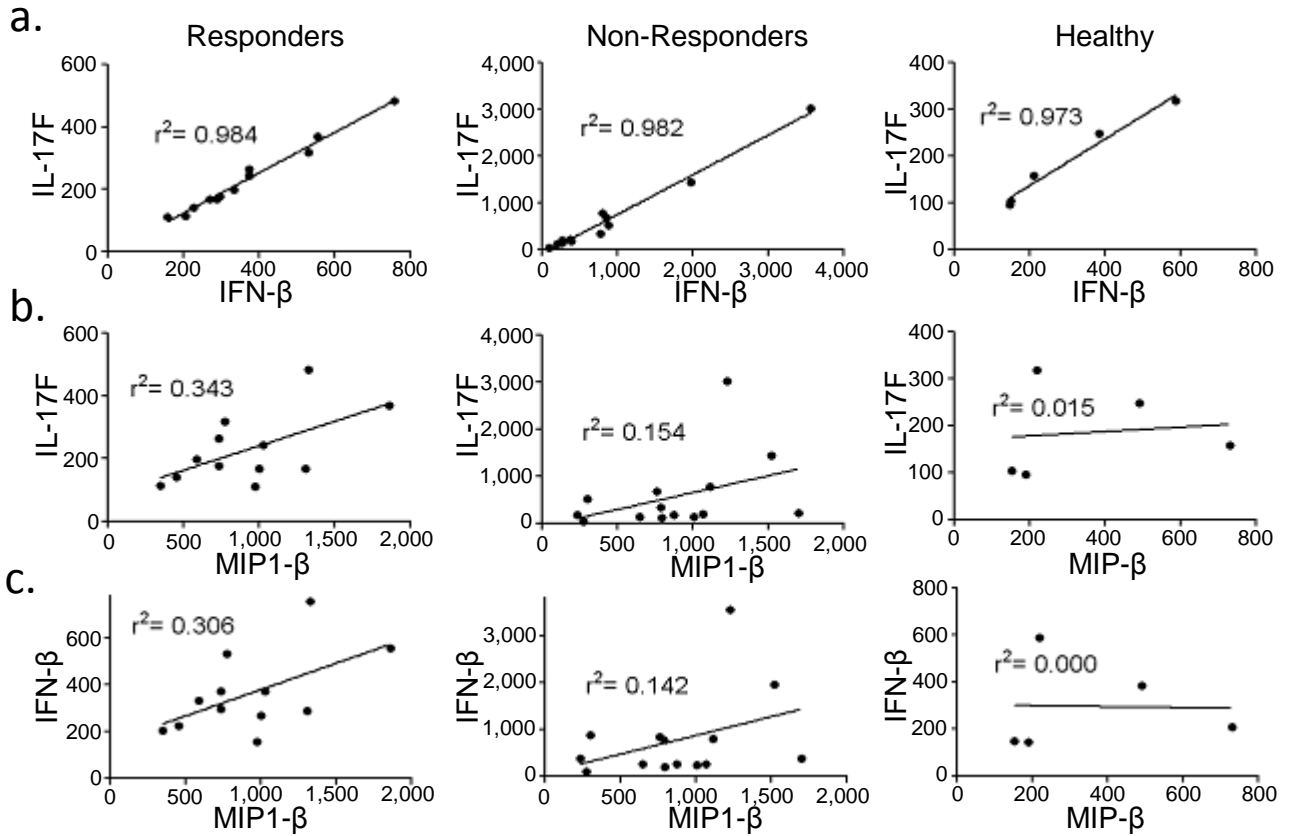 a.
Responders
Non-Responders
Healthy
600
400
200
0
IL-17F
r²= 0.984
200
400
600
800
IFN-β
4,000
3,000
2,000
1,000
0
IL-17F
r²= 0.982
0
1,000
2,000
3,000
4,000
IFN-β
400
300
200
100
0
IL-17F
r²= 0.973
0
200
400
600
800
IFN-β
b.
600
400
200
0
IL-17F
r²= 0.343
500
1,000
1,500
2,000
MIP1-β
4,000
3,000
2,000
1,000
0
IL-17F
r²= 0.154
0
500
1,000
1,500
2,000
MIP1-β
400
300
200
100
0
IL-17F
r²= 0.015
0
200
400
600
800
MIP-β
c.
600
400
200
0
IFN-β
r²= 0.306
0
500
1,000
1,500
2,000
MIP1-β
3,000
2,000
1,000
0
IFN-β
r²= 0.142
0
500
1,000
1,500
2,000
MIP1-β
800
600
400
200
0
IFN-β
r²= 0.000
0
200
400
600
800
MIP-β